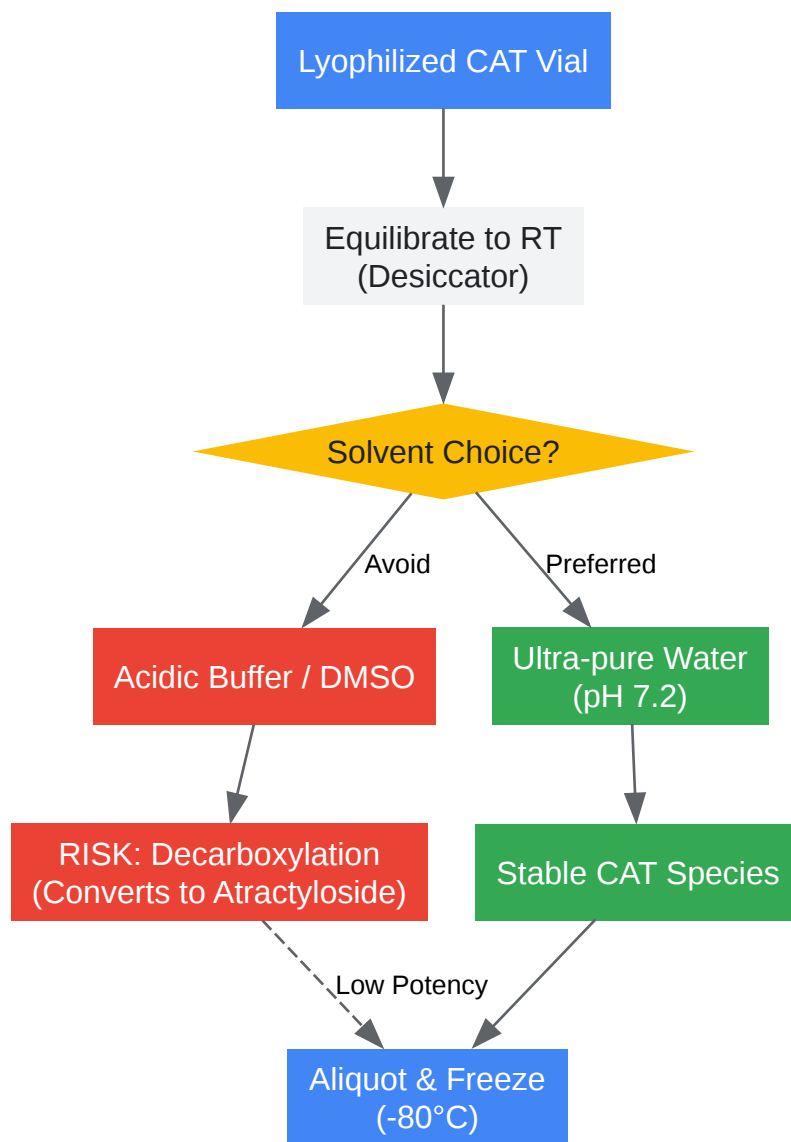 Lyophilized CAT Vial
Equilibrate to RT
(Desiccator)
Solvent Choice?
Avoid
Preferred
Acidic Buffer / DMSO
Ultra-pure Water
(pH 7.2)
RISK: Decarboxylation
(Converts to Atractyloside)
Stable CAT Species
Low Potency
Aliquot & Freeze
(-80°C)